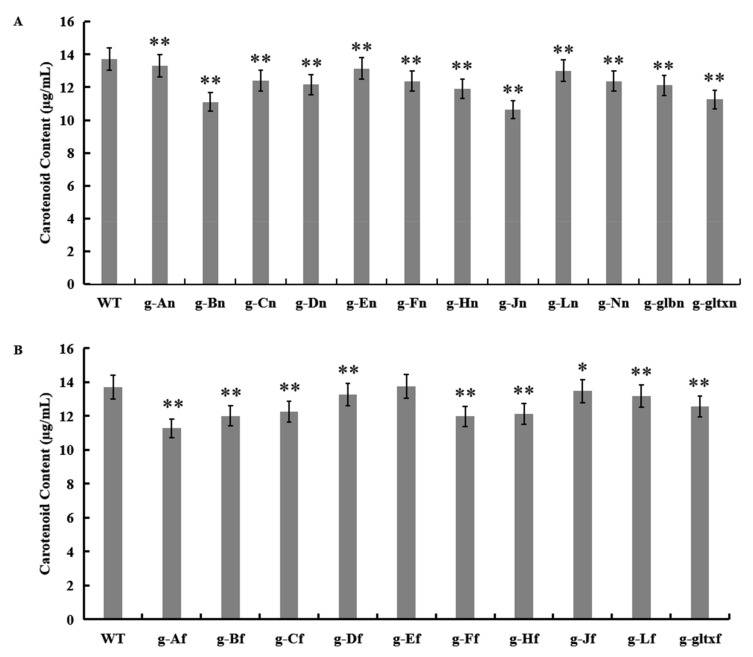 A
Carotenoid Content (μg/mL)
16
14
12
10
8
6
4
2
0
** ** ** ** ** ** ** ** ** ** ** **
WT g-An g-Bn g-Cn g-Dn g-En g-Fn g-Hn g-Jn g-Ln g-Nn g-glbn g-gltxn
B
Carotenoid Content (μg/mL)
16
14
12
10
8
6
4
2
0
** ** ** ** ** ** * ** **
WT g-Af g-Bf g-Cf g-Df g-Ef g-Ff g-Hf g-Jf g-Lf g-gltxf